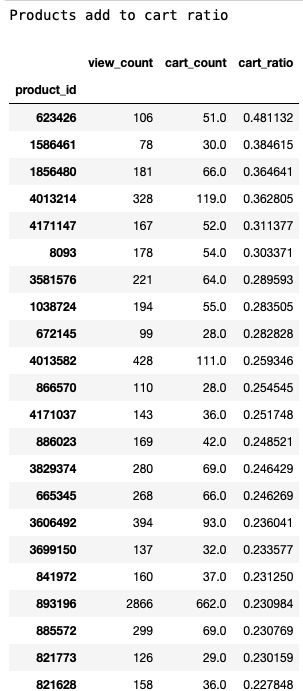 Products add to cart ratio
view_count cart_count cart_ratio
product_id
623426 106 51.0 0.481132
1586461 78 30.0 0.384615
1856480 181 66.0 0.364641
4013214 328 119.0 0.362805
4171147 167 52.0 0.311377
8093 178 54.0 0.303371
3581576 221 64.0 0.289593
1038724 194 55.0 0.283505
672145 99 28.0 0.282828
4013582 428 111.0 0.259346
866570 110 28.0 0.254545
4171037 143 36.0 0.251748
886023 169 42.0 0.248521
3829374 280 69.0 0.246429
665345 268 66.0 0.246269
3606492 394 93.0 0.236041
3699150 137 32.0 0.233577
841972 160 37.0 0.231250
893196 2866 662.0 0.230984
885572 299 69.0 0.230769
821773 126 29.0 0.230159
821628 158 36.0 0.227848